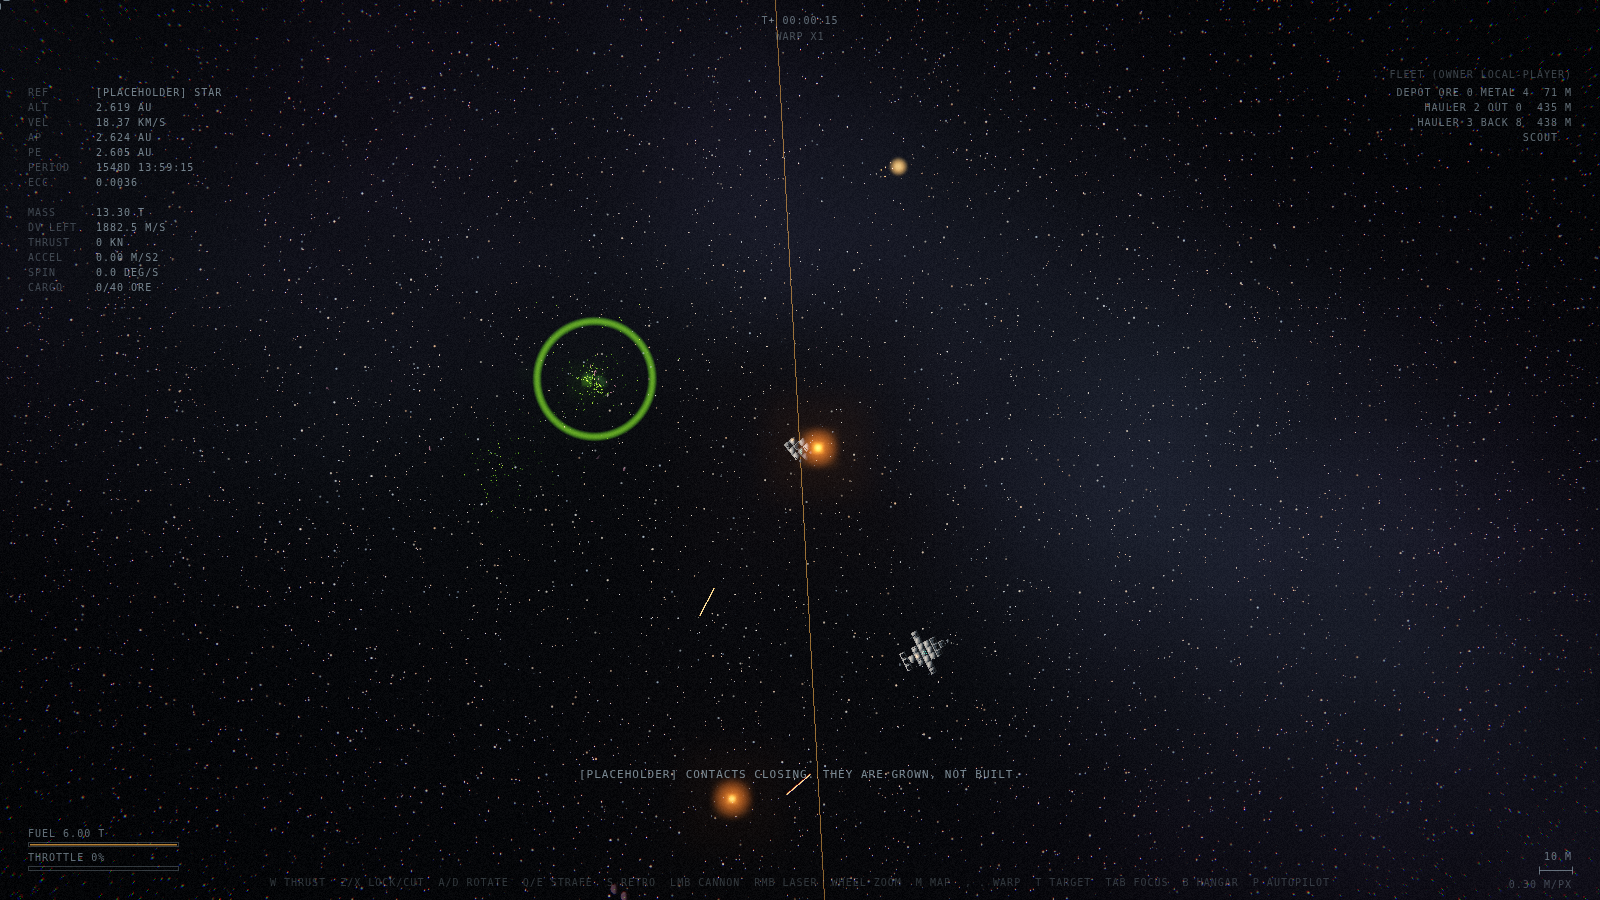 T+ 00:00:15
WARP X1
REF [PLACEHOLDER] STAR
ALT 2.619 AU
VEL 18.37 KM/S
AP 2.624 AU
PE 2.605 AU
PERIOD 1548D 13:59:15
ECC 0.0036
MASS 13.30 T
DV LEFT 1882.5 M/S
THRUST 0 KN
ACCEL 0.00 M/S2
SPIN 0.0 DEG/S
CARGO 0/40 ORE
FLEET (OWNER LOCAL-PLAYER)
DEPOT ORE 0 METAL 4 71 M
HAULER 2 OUT 0 435 M
HAULER 3 BACK 8 438 M
SCOUT
[PLACEHOLDER] CONTACTS CLOSING. THEY ARE GROWN, NOT BUILT.
FUEL 6.00 T
THROTTLE 0%
W THRUST Z/X LOCK/CUT A/D ROTATE Q/E STRAFE S RETRO LMB CANNON RMB LASER WHEEL ZOOM M MAP , . WARP T TARGET TAB FOCUS B HANGAR P AUTOPILOT
10 M
0.30 M/PX